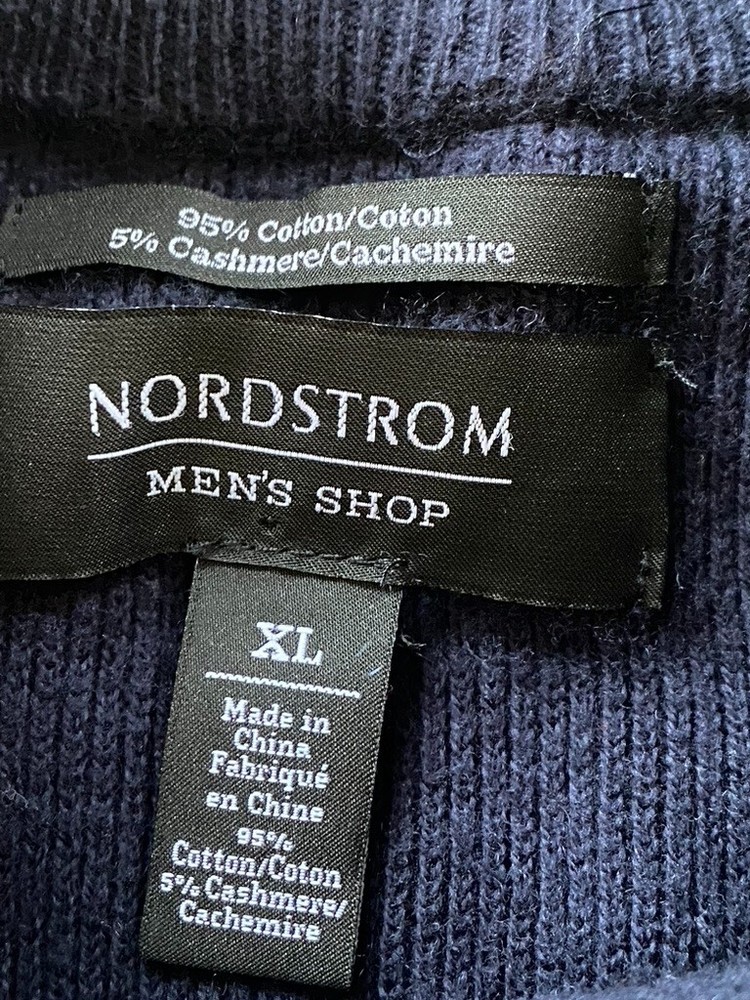 95% Cotton/Coton
5% Cashmere/Cachemire
NORDSTROM
MEN'S SHOP
XL
Made in
China
Fabriqué
en Chine
95%
Cotton/Coton
5% Cashmere/
Cachemire